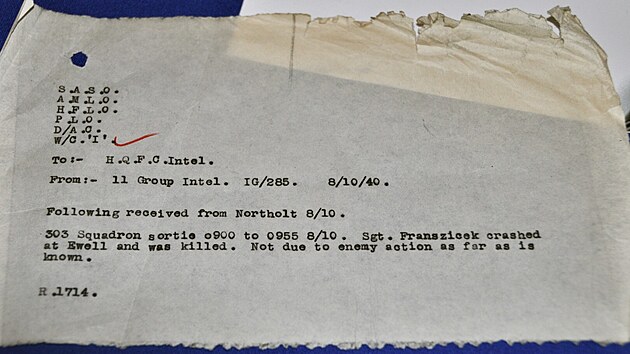 S.A.S.O.
A.M.L.O.
H.F.L.O.
P.L.O.
D/A.C.
W/C.'I'.
To:- H.Q.F.C.Intel.
From:- 11 Group Intel. IG/285. 8/10/40.
Following received from Northolt 8/10.
303 Squadron sortie 0900 to 0955 8/10. Sgt. Franszicek crashed
at Ewell and was killed. Not due to enemy action as far as is
known.
R.1714.